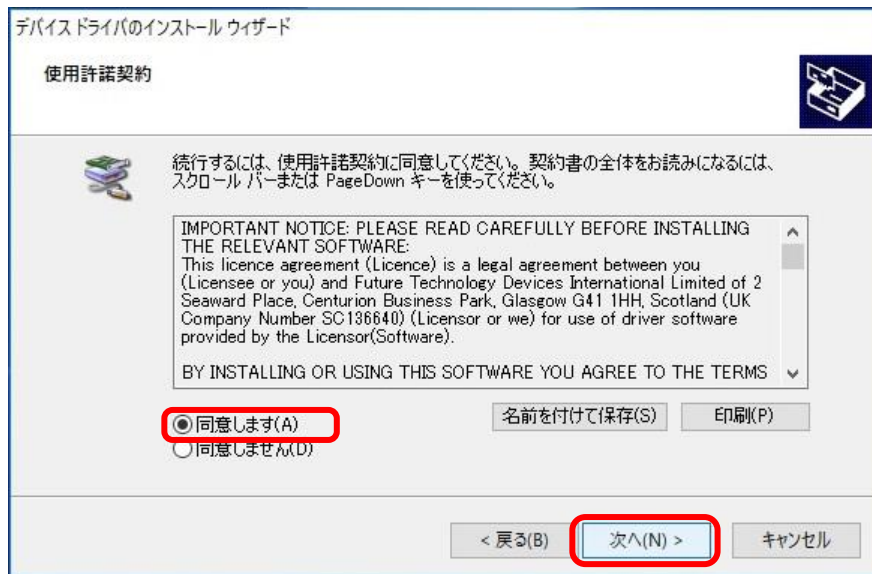 デバイス ドライバのインストール ウィザード
使用許諾契約
続行するには、使用許諾契約に同意してください。契約書の全体をお読みになるには、
スクロール バーまたは PageDown キーを使ってください。
IMPORTANT NOTICE: PLEASE READ CAREFULLY BEFORE INSTALLING
THE RELEVANT SOFTWARE:
This licence agreement (Licence) is a legal agreement between you
(Licensee or you) and Future Technology Devices International Limited of 2
Seaward Place, Centurion Business Park, Glasgow G41 1HH, Scotland (UK
Company Number SC136640) (Licensor or we) for use of driver software
provided by the Licensor(Software).
BY INSTALLING OR USING THIS SOFTWARE YOU AGREE TO THE TERMS
同意します(A)
名前を付けて保存(S)
印刷(P)
同意しません(D)
< 戻る(B)
次へ(N) >
キャンセル